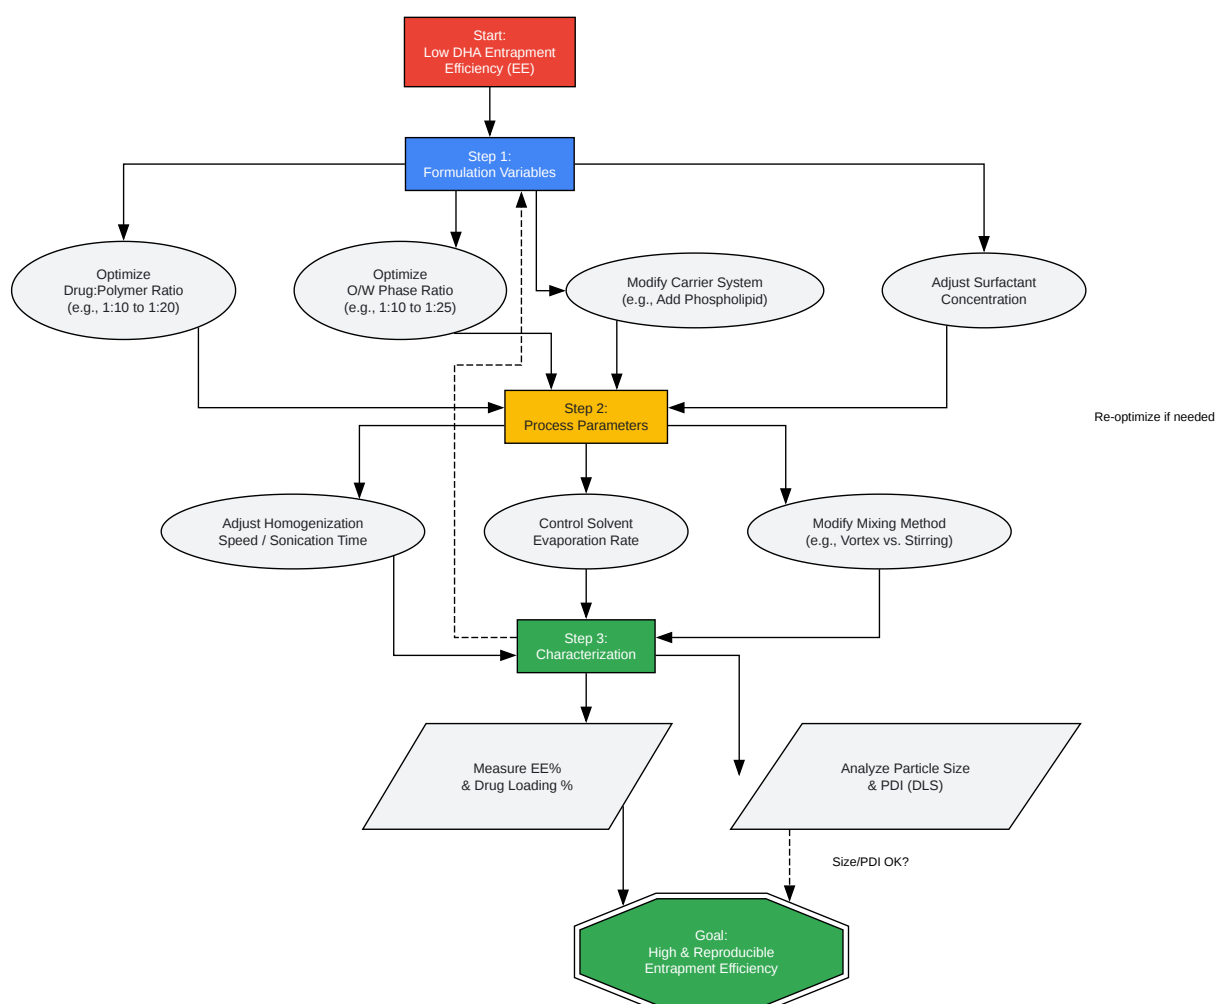 Start:
Low DHA Entrapment
Efficiency (EE)
Step 1:
Formulation Variables
Optimize
Drug:Polymer Ratio
(e.g., 1:10 to 1:20)
Optimize
O/W Phase Ratio
(e.g., 1:10 to 1:25)
Modify Carrier System
(e.g., Add Phospholipid)
Adjust Surfactant
Concentration
Step 2:
Process Parameters
Re-optimize if needed
Adjust Homogenization
Speed / Sonication Time
Control Solvent
Evaporation Rate
Modify Mixing Method
(e.g., Vortex vs. Stirring)
Step 3:
Characterization
Measure EE%
& Drug Loading %
Analyze Particle Size
& PDI (DLS)
Size/PDI OK?
Goal:
High & Reproducible
Entrapment Efficiency